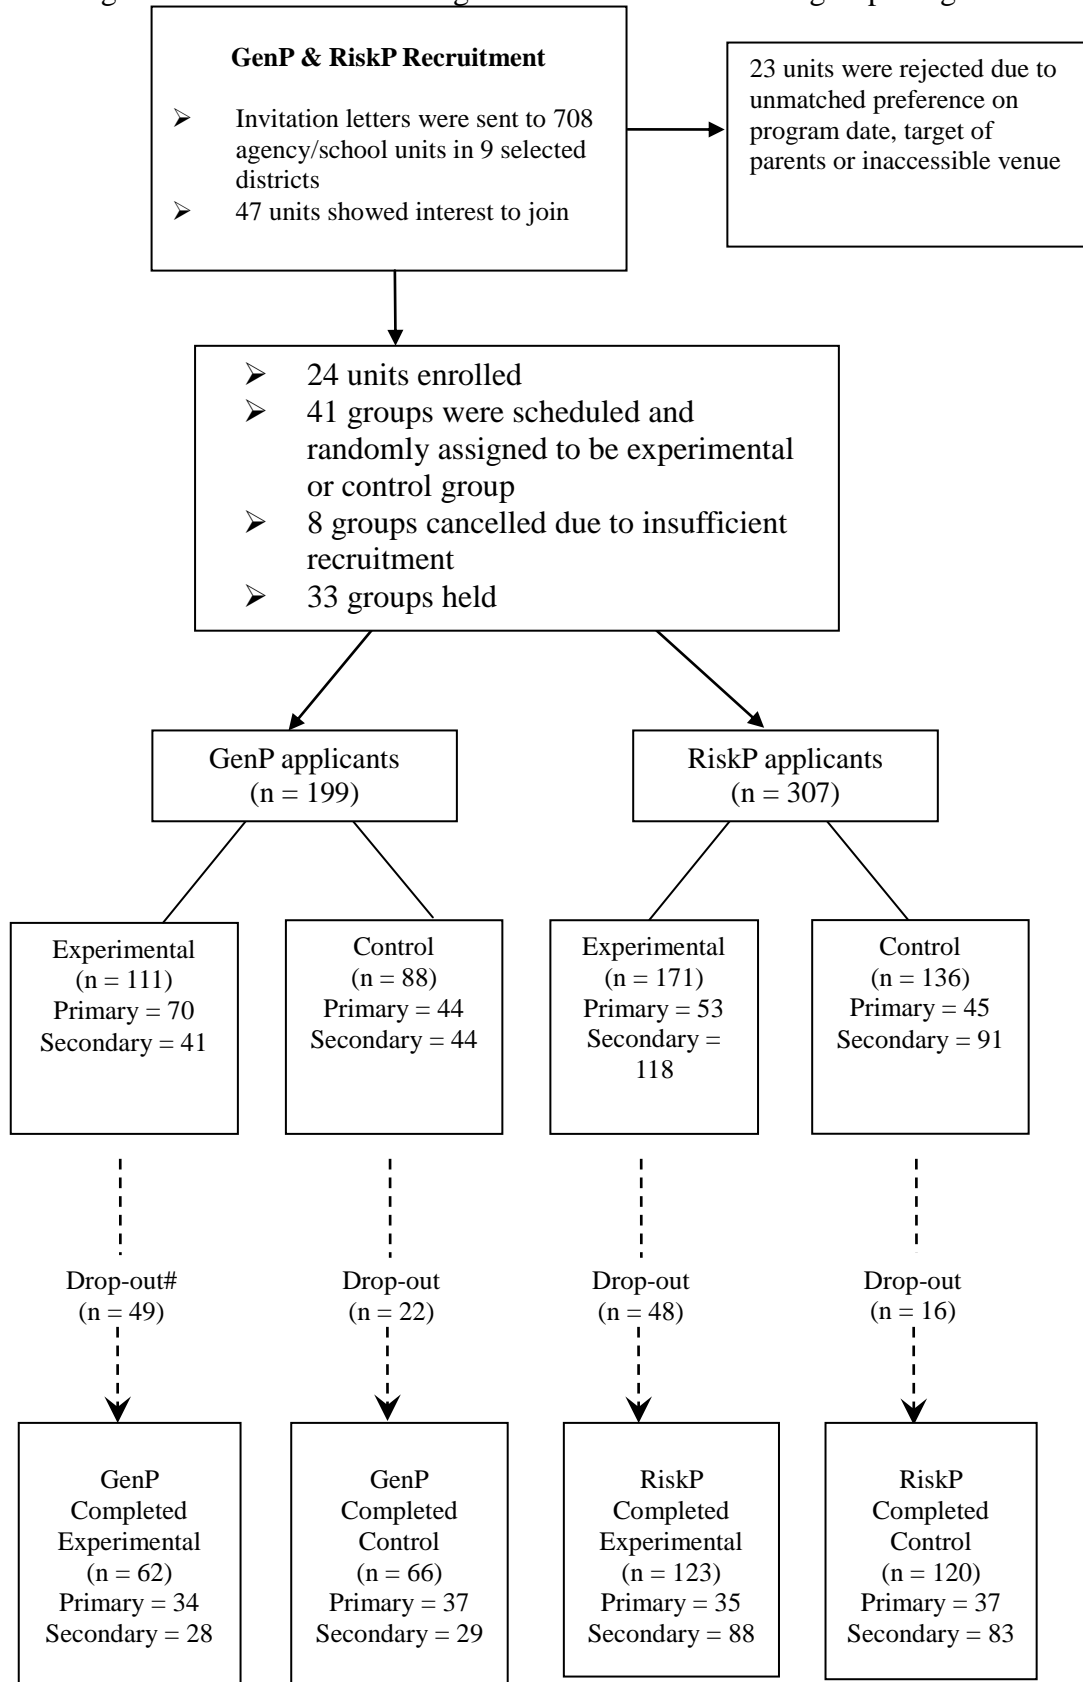 GenP & RiskP Recruitment
➢ Invitation letters were sent to 708
agency/school units in 9 selected
districts
➢ 47 units showed interest to join
23 units were rejected due to
unmatched preference on
program date, target of
parents or inaccessible venue
➢ 24 units enrolled
➢ 41 groups were scheduled and
randomly assigned to be experimental
or control group
➢ 8 groups cancelled due to insufficient
recruitment
➢ 33 groups held
GenP applicants
(n = 199)
RiskP applicants
(n = 307)
Experimental
(n = 111)
Primary = 70
Secondary = 41
Control
(n = 88)
Primary = 44
Secondary = 44
Experimental
(n = 171)
Primary = 53
Secondary =
118
Control
(n = 136)
Primary = 45
Secondary = 91
Drop-out#
(n = 49)
Drop-out
(n = 22)
Drop-out
(n = 48)
Drop-out
(n = 16)
GenP
Completed
Experimental
(n = 62)
Primary = 34
Secondary = 28
GenP
Completed
Control
(n = 66)
Primary = 37
Secondary = 29
RiskP
Completed
Experimental
(n = 123)
Primary = 35
Secondary = 88
RiskP
Completed
Control
(n = 120)
Primary = 37
Secondary = 83